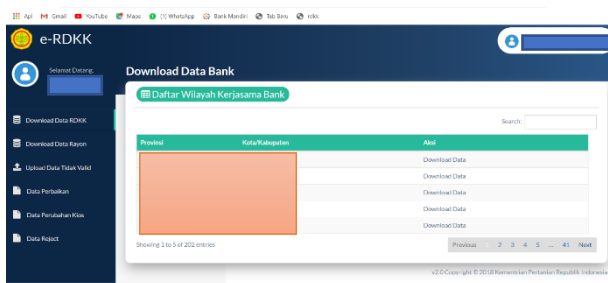 Apl Gmail YouTube Maps (1) WhatsApp Bank Mandiri Tab Baru rdkk
e-RDKK
Selamat Datang,
Download Data Bank
Daftar Wilayah Kerjasama Bank
Search:
Download Data RDKK
Download Data Rayon
Upload Data Tidak Valid
Data Perbaikan
Data Perubahan Kios
Data Reject
Provinsi Kota/Kabupaten Aksi
Download Data
Download Data
Download Data
Download Data
Download Data
Showing 1 to 5 of 202 entries
Previous 1 2 3 4 5 ... 41 Next
v2.0 Copyright © 2018 Kementrian Pertanian Republik Indonesia